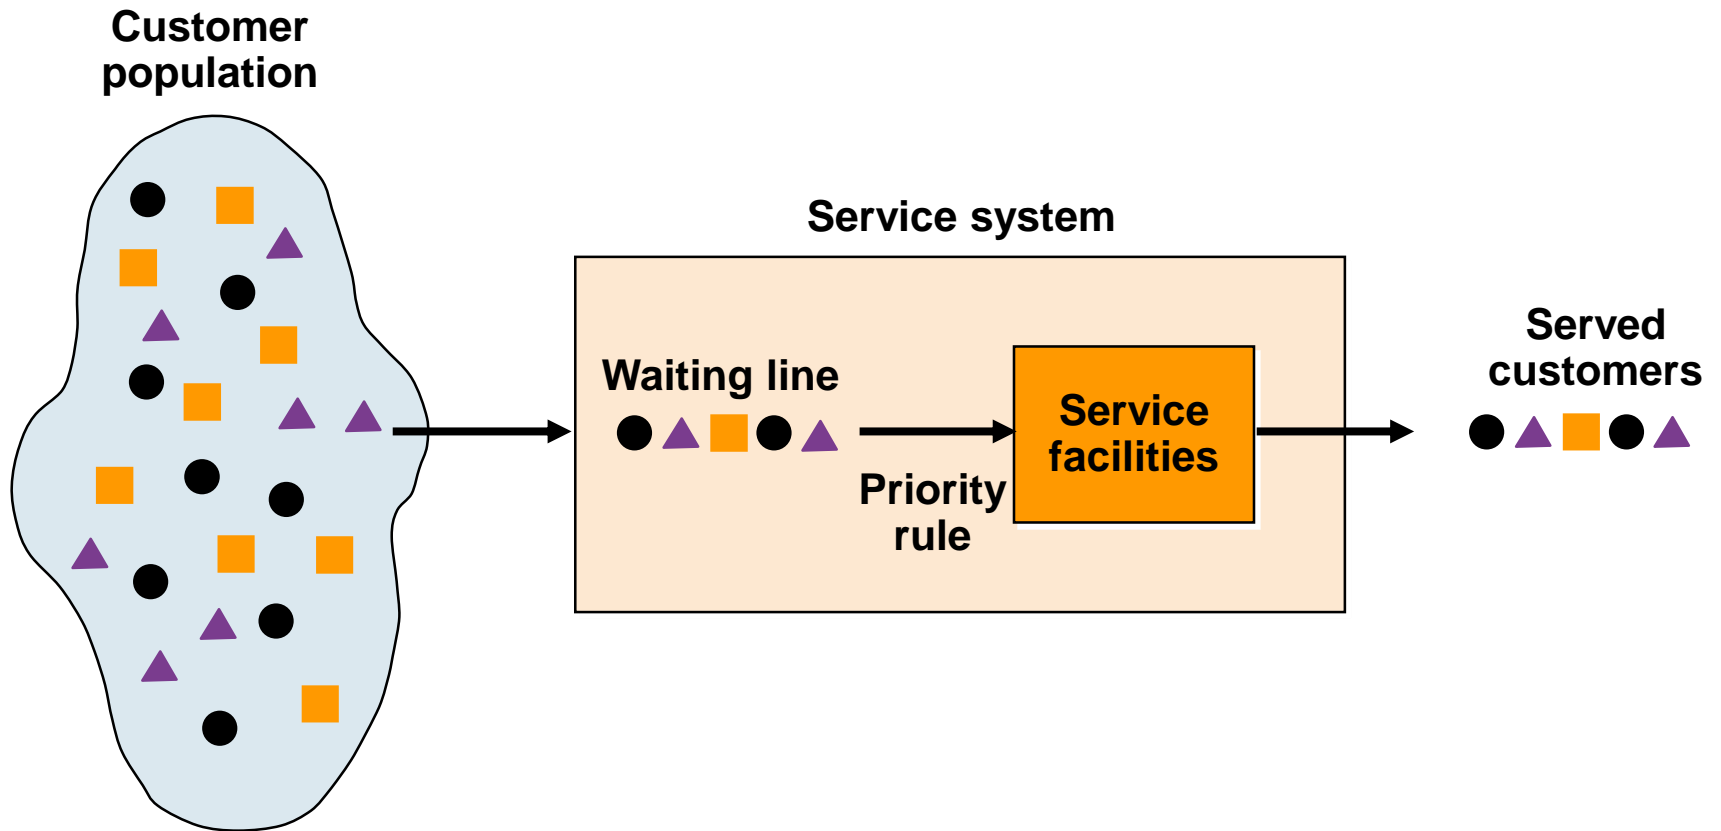 Customer
population
Service system
Waiting line
Priority
rule
Service
facilities
Served
customers